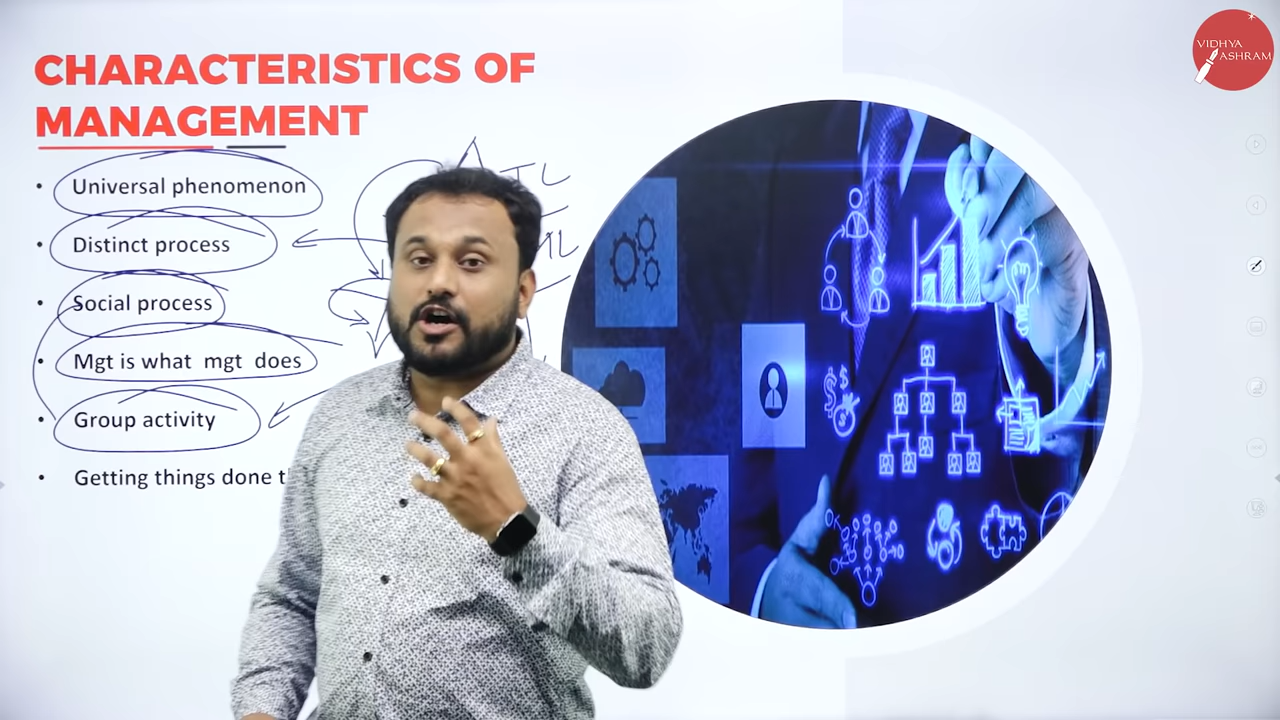 CHARACTERISTICS OF
MANAGEMENT
• Universal phenomenon
• Distinct process
• Social process
• Mgt is what mgt does
• Group activity
• Getting things done
TL
VIDHYA
ASHRAM